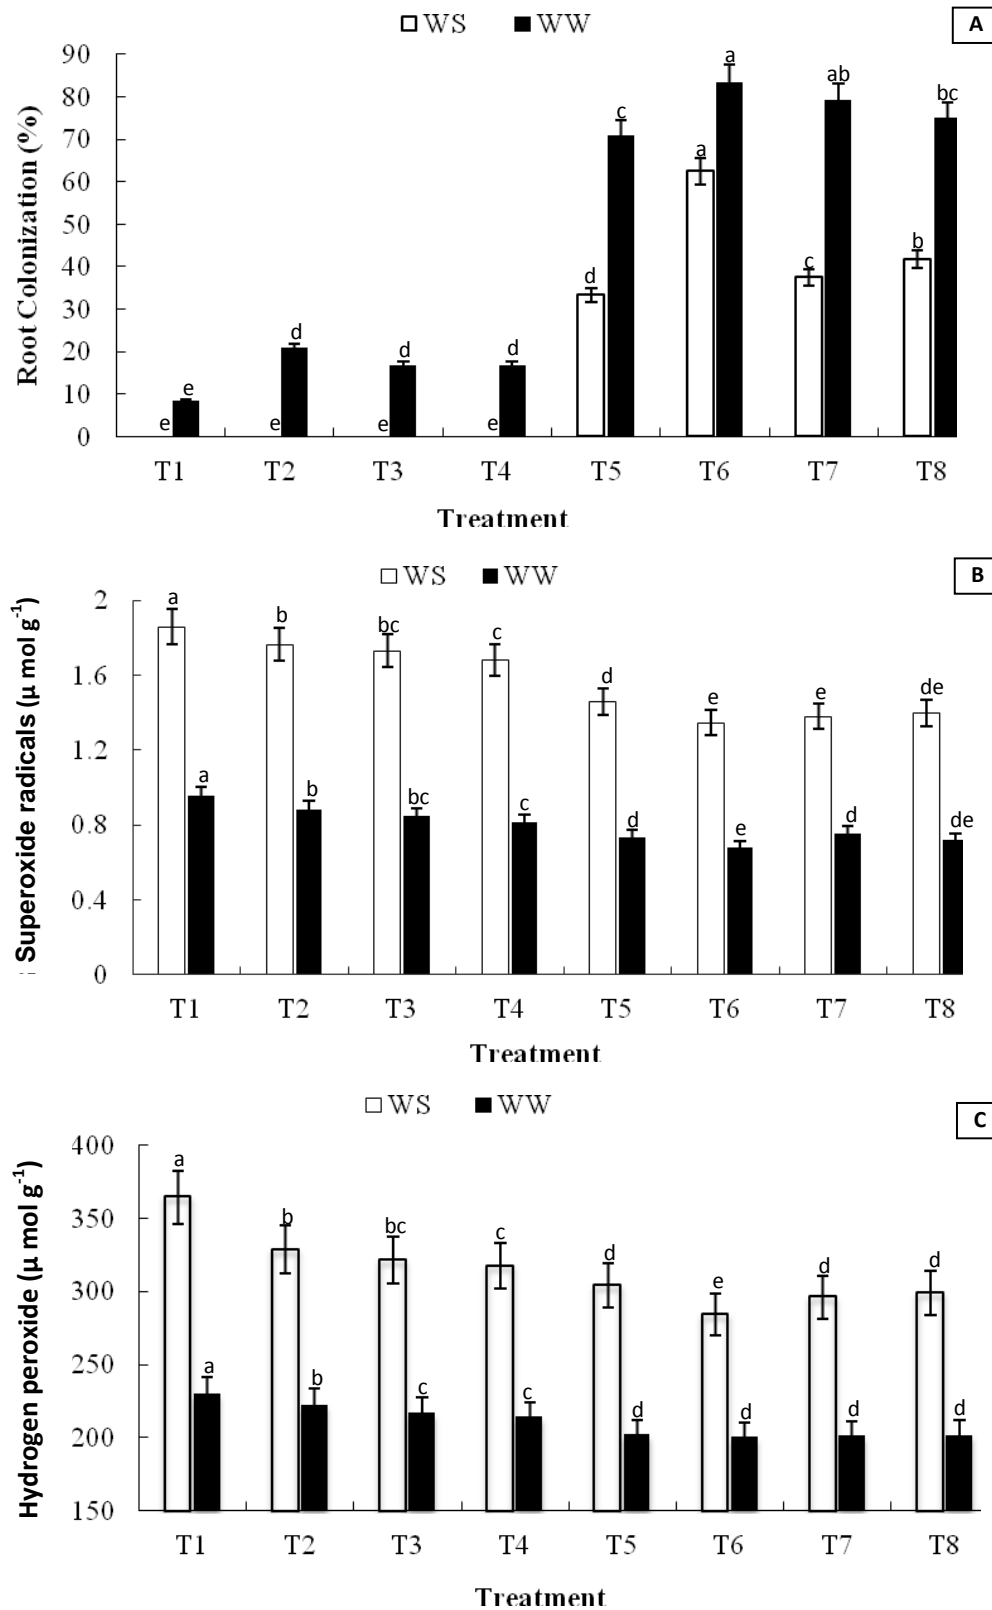 WS WW
A
90
80
70
60
50
40
30
20
10
0
Root Colonization (%)
a
ab
bc
c
a
b
c
d
d
d
d
e
e e e e
T1 T2 T3 T4 T5 T6 T7 T8
Treatment
WS WW
B
2
1.6
1.2
0.8
0.4
0
Superoxide radicals (µ mol g-1)
a b bc c d e e de
a b bc c d e d de
T1 T2 T3 T4 T5 T6 T7 T8
Treatment
WS WW
C
400
350
300
250
200
150
Hydrogen peroxide (µ mol g-1)
a b bc c d e d d
a b c c d d d d
T1 T2 T3 T4 T5 T6 T7 T8
Treatment